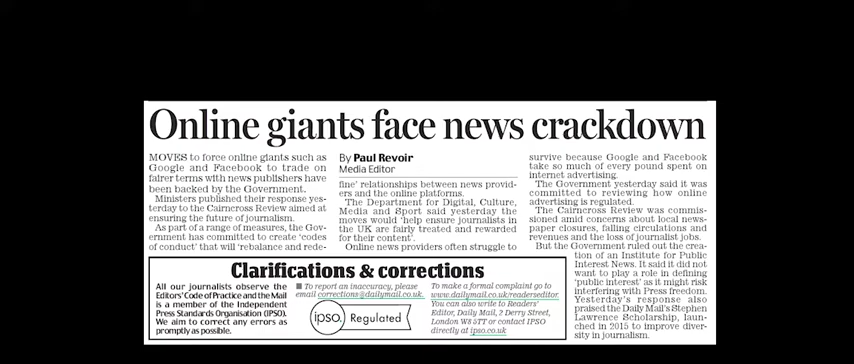 Online giants face news crackdown
MOVES to force online giants such as
Google and Facebook to trade on
fairer terms with news publishers have
been backed by the Government.
Ministers published their response yes-
terday to the Cairncross Review aimed at
ensuring the future of journalism.
As part of a range of measures, the Gov-
ernment has committed to create ‘codes
of conduct’ that will ‘rebalance and rede-
By Paul Revoir
Media Editor
fine’ relationships between news provid-
ers and the online platforms.
The Department for Digital, Culture,
Media and Sport said yesterday the
moves would ‘help ensure journalists in
the UK are fairly treated and rewarded
for their content’.
Online news providers often struggle to
survive because Google and Facebook
take so much of every pound spent on
internet advertising.
The Government yesterday said it was
committed to reviewing how online
advertising is regulated.
The Cairncross Review was commis-
sioned amid concerns about local news-
paper closures, falling circulations and
revenues and the loss of journalist jobs.
But the Government ruled out the crea-
tion of an Institute for Public
Interest News. It said it did not
want to play a role in defining
‘public interest’ as it might risk
interfering with Press freedom.
Yesterday’s response also
praised the Daily Mail’s Stephen
Lawrence Scholarship, laun-
ched in 2015 to improve diver-
sity in journalism.
Clarifications & corrections
All our journalists observe the
Editors’ Code of Practice and the Mail
is a member of the Independent
Press Standards Organisation (IPSO).
We aim to correct any errors as
promptly as possible.
■ To report an inaccuracy, please
email corrections@dailymail.co.uk.
ipso. Regulated
To make a formal complaint go to
www.dailymail.co.uk/readerseditor.
You can also write to Readers’
Editor, Daily Mail, 2 Derry Street,
London W8 5TT or contact IPSO
directly at ipso.co.uk